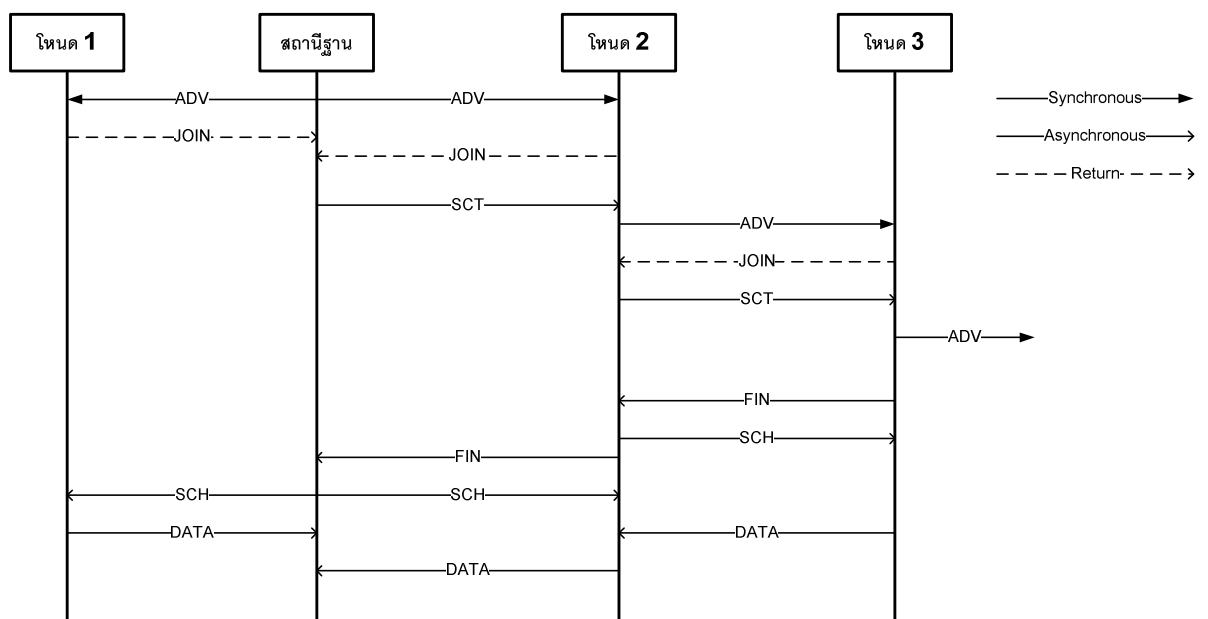 โหนด 1
สถานีฐาน
โหนด 2
โหนด 3
ADV
ADV
Synchronous
JOIN
Asynchronous
JOIN
Return
SCT
ADV
JOIN
SCT
ADV
FIN
SCH
FIN
SCH
SCH
DATA
DATA
DATA